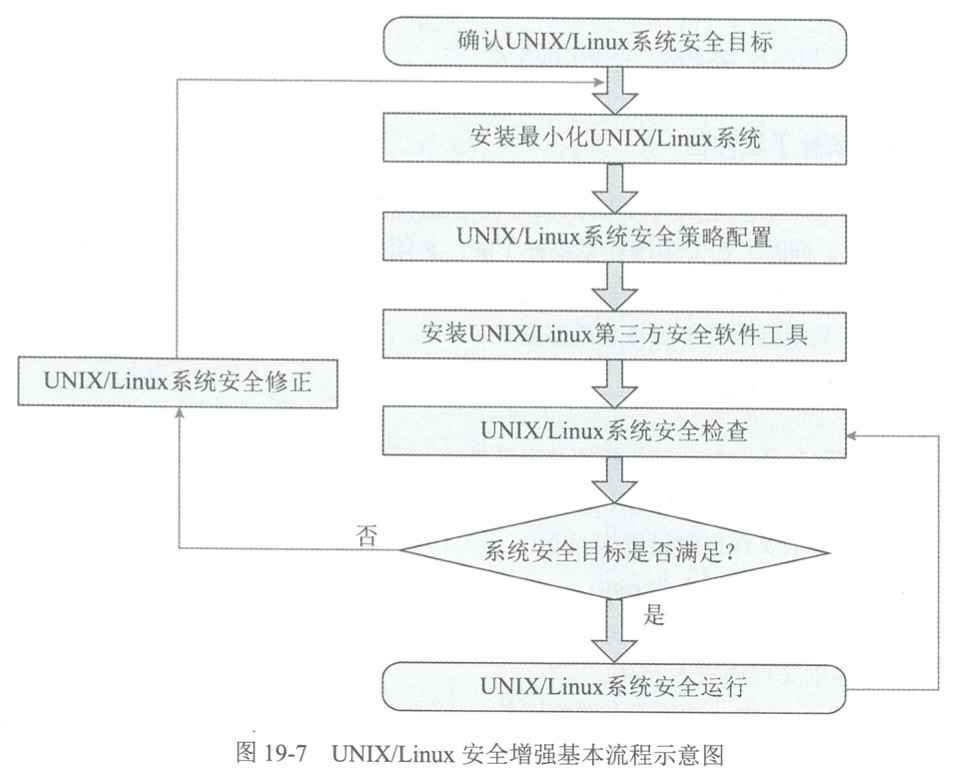 确认UNIX/Linux系统安全目标
安装最小化UNIX/Linux系统
UNIX/Linux系统安全策略配置
安装UNIX/Linux第三方安全软件工具
UNIX/Linux系统安全修正
UNIX/Linux系统安全检查
否
系统安全目标是否满足？
是
UNIX/Linux系统安全运行
图 19-7 UNIX/Linux 安全增强基本流程示意图